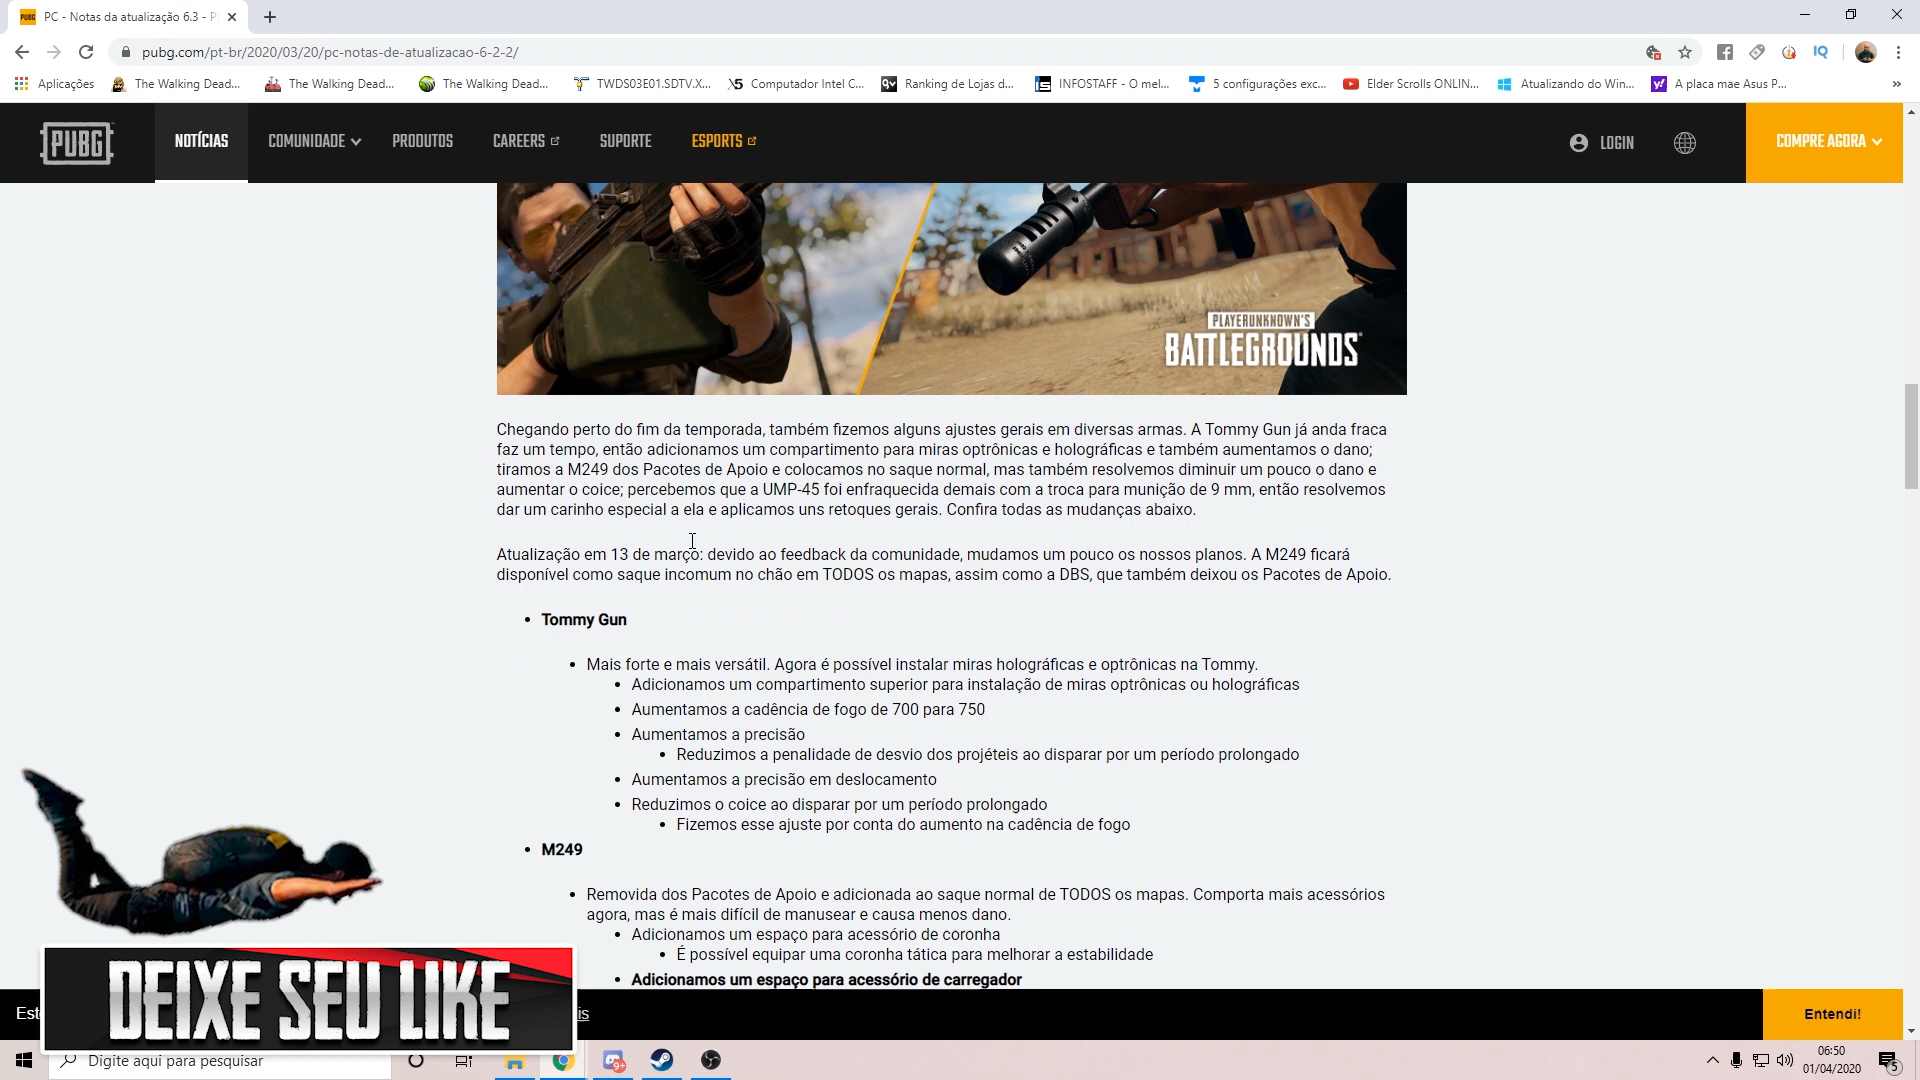 PC - Notas da atualização 6.3 - P
pubg.com/pt-br/2020/03/20/pc-notas-de-atualizacao-6-2-2/
IQ
Aplicações The Walking Dead... The Walking Dead... The Walking Dead... TWDS03E01.SDTV.X... Computador Intel C... Ranking de Lojas d... INFOSTAFF - O mel... 5 configurações exc... Elder Scrolls ONLIN... Atualizando do Win... A placa mae Asus P... »
PUBG NOTÍCIAS COMUNIDADE PRODUTOS CAREERS SUPORTE ESPORTS LOGIN COMPRE AGORA
PLAYERUNKNOWN'S
BATTLEGROUNDS
Chegando perto do fim da temporada, também fizemos alguns ajustes gerais em diversas armas. A Tommy Gun já anda fraca
faz um tempo, então adicionamos um compartimento para miras optrônicas e holográficas e também aumentamos o dano;
tiramos a M249 dos Pacotes de Apoio e colocamos no saque normal, mas também resolvemos diminuir um pouco o dano e
aumentar o coice; percebemos que a UMP-45 foi enfraquecida demais com a troca para munição de 9 mm, então resolvemos
dar um carinho especial a ela e aplicamos uns retoques gerais. Confira todas as mudanças abaixo.
Atualização em 13 de março: devido ao feedback da comunidade, mudamos um pouco os nossos planos. A M249 ficará
disponível como saque incomum no chão em TODOS os mapas, assim como a DBS, que também deixou os Pacotes de Apoio.
• Tommy Gun
• Mais forte e mais versátil. Agora é possível instalar miras holográficas e optrônicas na Tommy.
• Adicionamos um compartimento superior para instalação de miras optrônicas ou holográficas
• Aumentamos a cadência de fogo de 700 para 750
• Aumentamos a precisão
• Reduzimos a penalidade de desvio dos projéteis ao disparar por um período prolongado
• Aumentamos a precisão em deslocamento
• Reduzimos o coice ao disparar por um período prolongado
• Fizemos esse ajuste por conta do aumento na cadência de fogo
• M249
• Removida dos Pacotes de Apoio e adicionada ao saque normal de TODOS os mapas. Comporta mais acessórios
agora, mas é mais difícil de manusear e causa menos dano.
• Adicionamos um espaço para acessório de coronha
• É possível equipar uma coronha tática para melhorar a estabilidade
• Adicionamos um espaço para acessório de carregador
Est is Entendi!
DEIXE SEU LIKE
Digite aqui para pesquisar
9+
06:50
01/04/2020
5